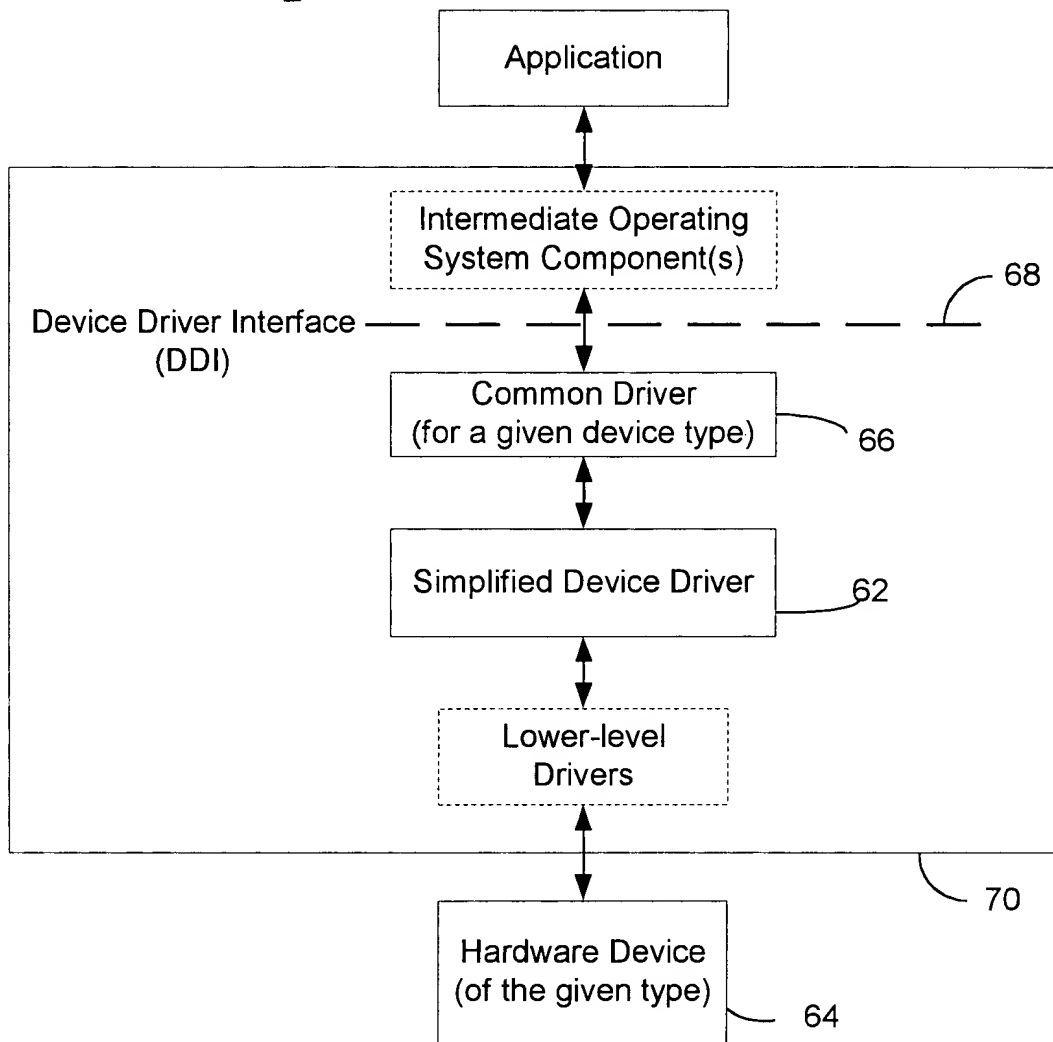 Application
Intermediate Operating
System Component(s)
68
Device Driver Interface
(DDI)
Common Driver
(for a given device type)
66
Simplified Device Driver
62
Lower-level
Drivers
70
Hardware Device
(of the given type)
64